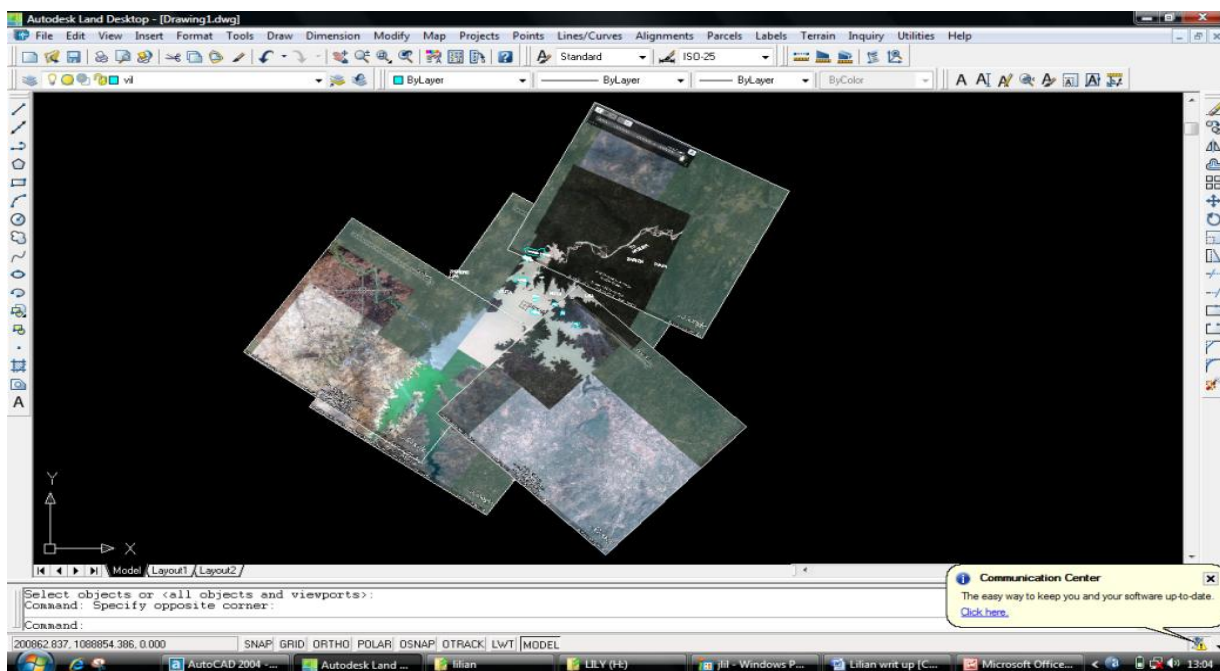 Autodesk Land Desktop - [Drawing1.dwg]
File Edit View Insert Format Tools Draw Dimension Modify Map Projects Points Lines/Curves Alignments Parcels Labels Terrain Inquiry Utilities Help
Standard ISO-25
vil ByLayer ByLayer ByLayer ByColor
Y
X
Model Layout1 Layout2
Select objects or <all objects and viewports>:
Command: Specify opposite corner:
Command:
Communication Center
The easy way to keep you and your software up-to-date.
Click here.
200862.837, 1088854.386, 0.000 SNAP GRID ORTHO POLAR OSNAP OTRACK LWT MODEL
AutoCAD 2004 -... Autodesk Land ... lilian LILY (H:) jlil - Windows P... Lilian writ up [C... Microsoft Office... 13:04